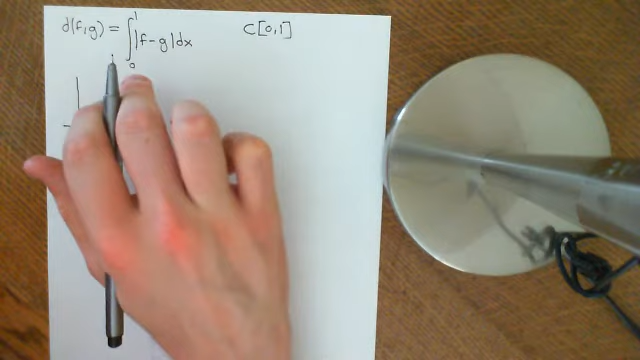 d(f,g) = ∫₀¹ |f-g|dx
C[0,1]